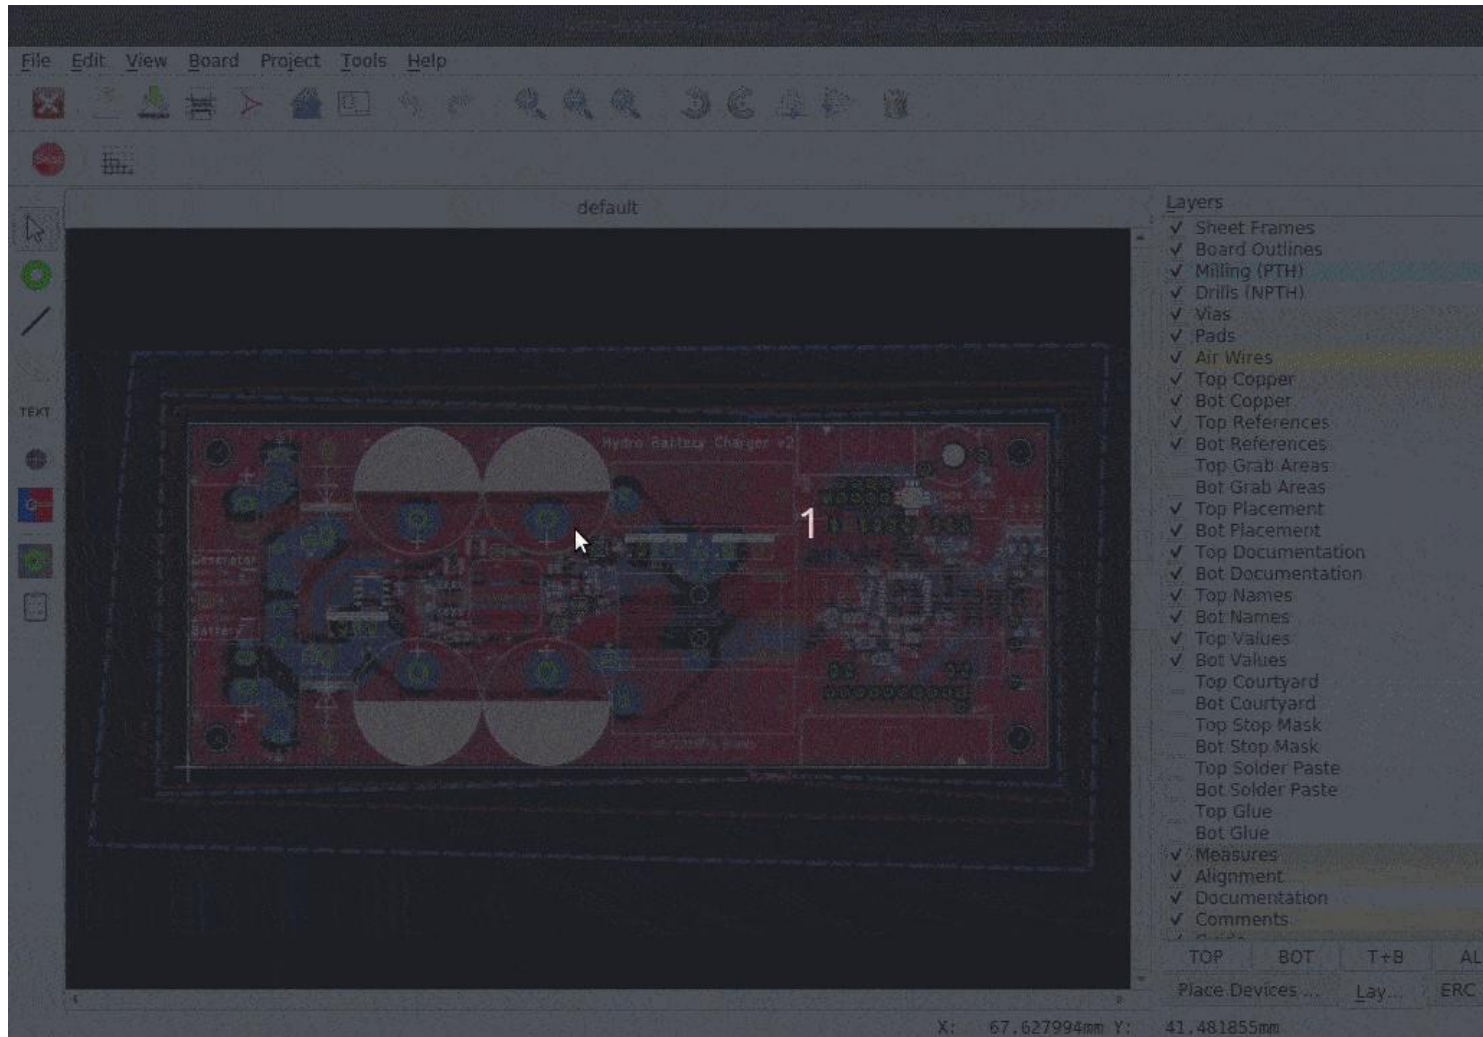 File Edit View Board Project Tools Help
default
TEXT
Hydro Battery Charger v2
Generator
Battery
1
Layers
Sheet Frames
Board Outlines
Milling (PTH)
Drills (NPTH)
Vias
Pads
Air Wires
Top Copper
Bot Copper
Top References
Bot References
Top Grab Areas
Bot Grab Areas
Top Placement
Bot Placement
Top Documentation
Bot Documentation
Top Names
Bot Names
Top Values
Bot Values
Top Courtyard
Bot Courtyard
Top Stop Mask
Bot Stop Mask
Top Solder Paste
Bot Solder Paste
Top Glue
Bot Glue
Measures
Alignment
Documentation
Comments
TOP BOT T+B AL
Place Devices ... Lay... ERC
X: 67.627994mm Y: 41.481855mm